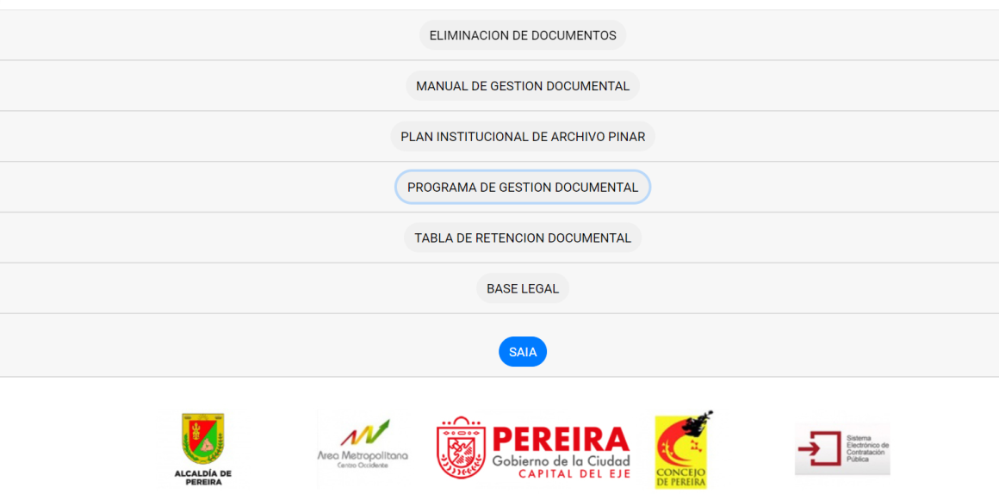 ELIMINACION DE DOCUMENTOS
MANUAL DE GESTION DOCUMENTAL
PLAN INSTITUCIONAL DE ARCHIVO PINAR
PROGRAMA DE GESTION DOCUMENTAL
TABLA DE RETENCION DOCUMENTAL
BASE LEGAL
SAIA
ALCALDÍA DE
PEREIRA
Area Metropolitana
Centro Occidente
PEREIRA
Gobierno de la Ciudad
CAPITAL DEL EJE
CONCEJO
DE PEREIRA
Sistema
Electrónico de
Contratación
Pública